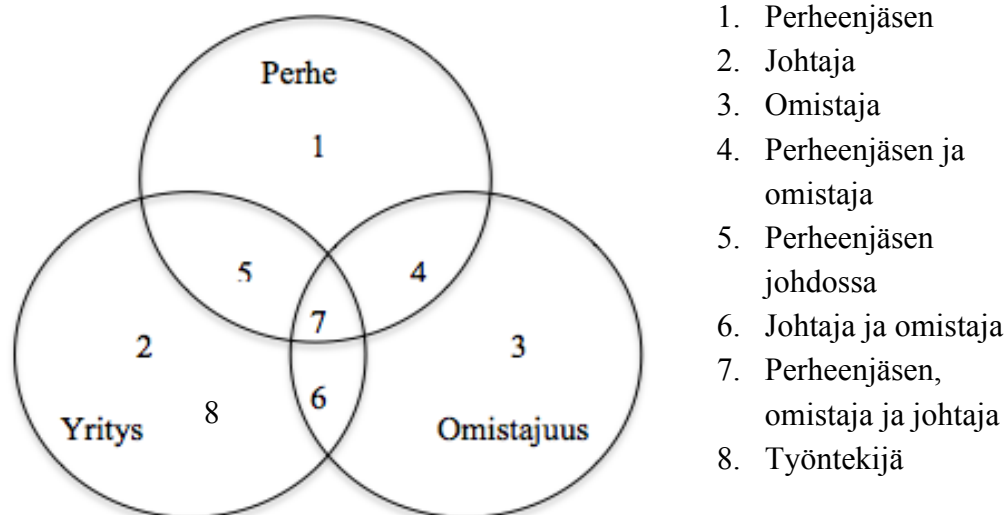 Perhe
1
5
4
7
2
3
6
8
Yritys
Omistajuus
1. Perheenjäsen
2. Johtaja
3. Omistaja
4. Perheenjäsen ja
omistaja
5. Perheenjäsen
johdossa
6. Johtaja ja omistaja
7. Perheenjäsen,
omistaja ja johtaja
8. Työntekijä